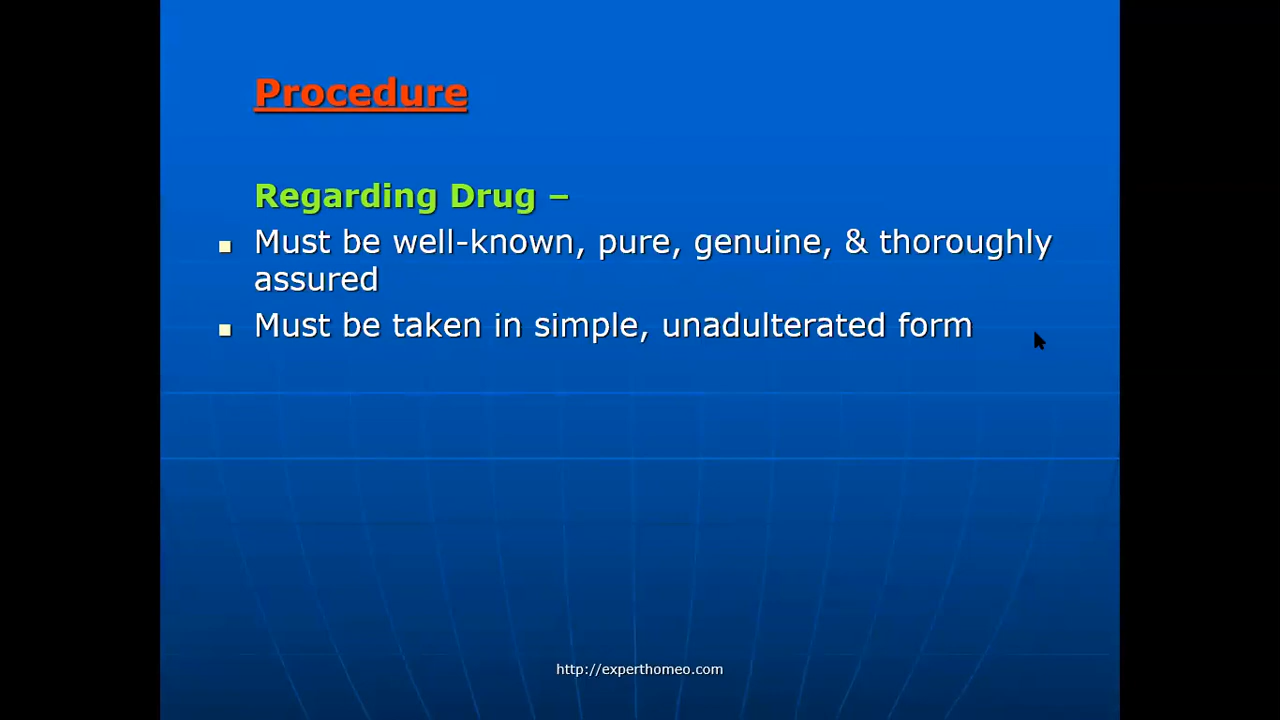 Procedure
Regarding Drug –
Must be well-known, pure, genuine, & thoroughly
assured
Must be taken in simple, unadulterated form
http://experthomeo.com